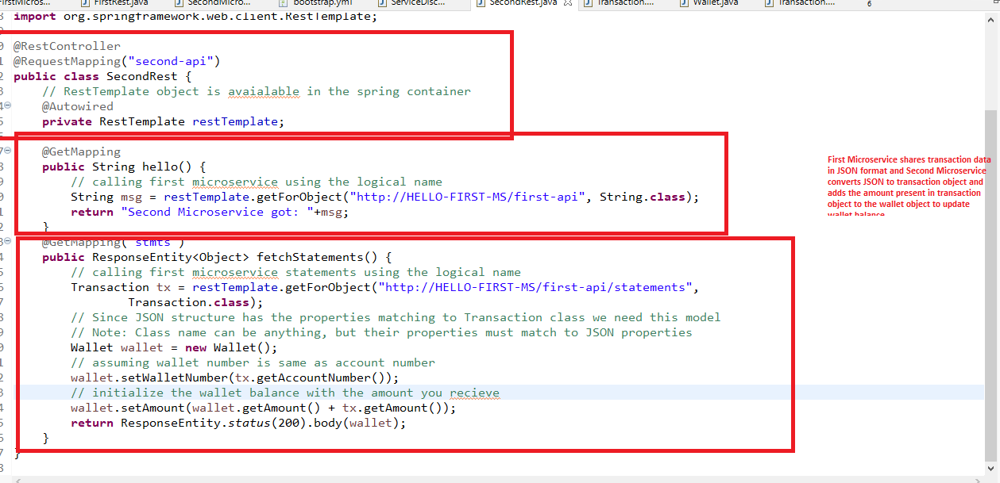 FirstMicros...
FirstRest.java
SecondMicro...
bootstrap.yml
ServiceDisc...
SecondRest.java
Transaction....
Wallet.java
Transaction....
6
import org.springframework.web.client.RestTemplate;
@RestController
@RequestMapping("second-api")
public class SecondRest {
// RestTemplate object is avaialable in the spring container
@Autowired
private RestTemplate restTemplate;
@GetMapping
public String hello() {
// calling first microservice using the logical name
String msg = restTemplate.getForObject("http://HELLO-FIRST-MS/first-api", String.class);
return "Second Microservice got: "+msg;
}
@GetMapping("stmts")
public ResponseEntity<Object> fetchStatements() {
// calling first microservice statements using the logical name
Transaction tx = restTemplate.getForObject("http://HELLO-FIRST-MS/first-api/statements",
Transaction.class);
// Since JSON structure has the properties matching to Transaction class we need this model
// Note: Class name can be anything, but their properties must match to JSON properties
Wallet wallet = new Wallet();
// assuming wallet number is same as account number
wallet.setWalletNumber(tx.getAccountNumber());
// initialize the wallet balance with the amount you recieve
wallet.setAmount(wallet.getAmount() + tx.getAmount());
return ResponseEntity.status(200).body(wallet);
}
}
First Microservice shares transaction data
in JSON format and Second Microservice
converts JSON to transaction object and
adds the amount present in transaction
object to the wallet object to update
wallet balance